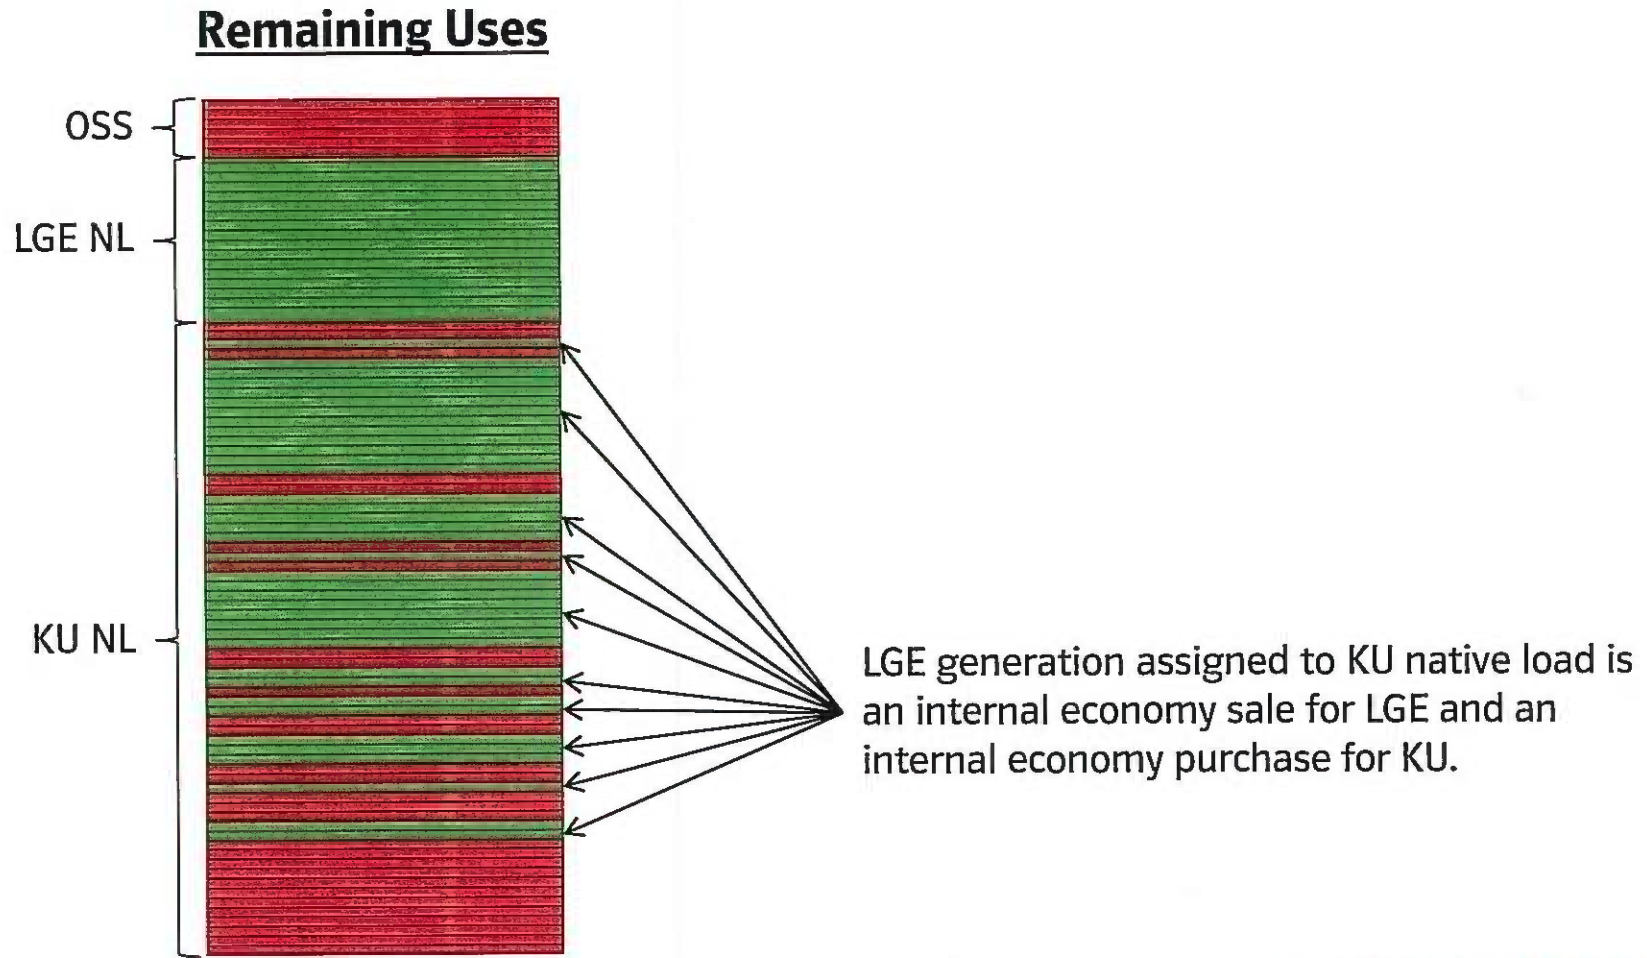 Remaining Uses
OSS
LGE NL
KU NL
LGE generation assigned to KU native load is
an internal economy sale for LGE and an
internal economy purchase for KU.